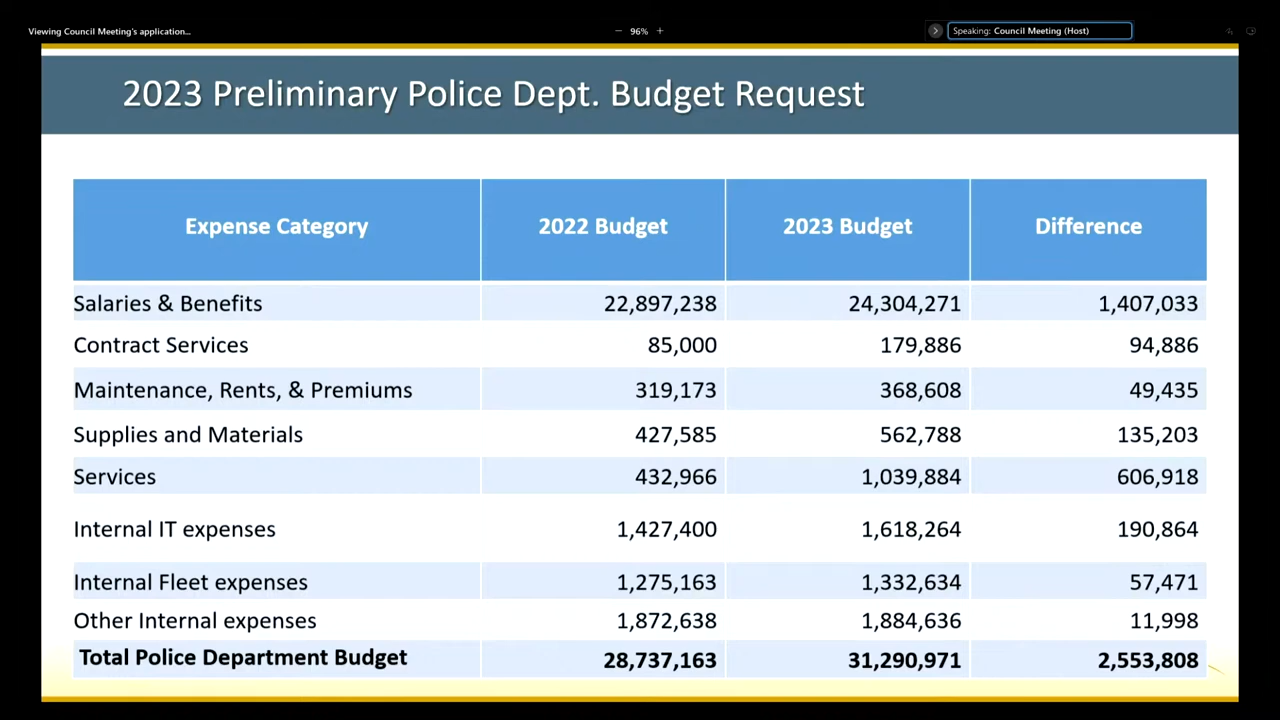 Viewing Council Meeting's application...
− 96% +
Speaking: Council Meeting (Host)
2023 Preliminary Police Dept. Budget Request
Expense Category 2022 Budget 2023 Budget Difference
Salaries & Benefits 22,897,238 24,304,271 1,407,033
Contract Services 85,000 179,886 94,886
Maintenance, Rents, & Premiums 319,173 368,608 49,435
Supplies and Materials 427,585 562,788 135,203
Services 432,966 1,039,884 606,918
Internal IT expenses 1,427,400 1,618,264 190,864
Internal Fleet expenses 1,275,163 1,332,634 57,471
Other Internal expenses 1,872,638 1,884,636 11,998
Total Police Department Budget 28,737,163 31,290,971 2,553,808